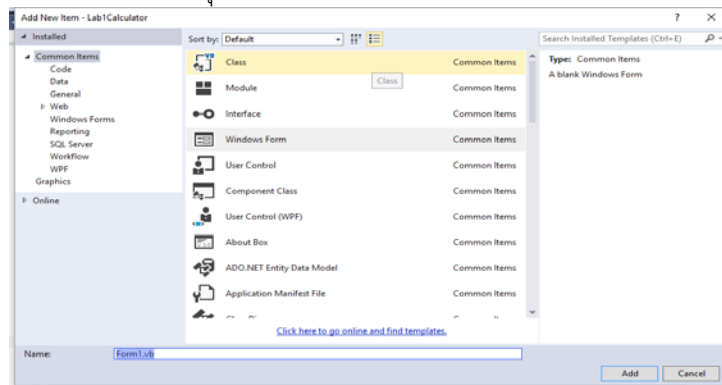 Add New Item - Lab1Calculator
? ×
Installed
Sort by: Default
Search Installed Templates (Ctrl+E)
Common Items
Code
Data
General
Web
Windows Forms
Reporting
SQL Server
Workflow
WPF
Graphics
Online
Class Common Items
Class
Module Common Items
Interface Common Items
Windows Form Common Items
User Control Common Items
Component Class Common Items
User Control (WPF) Common Items
About Box Common Items
ADO.NET Entity Data Model Common Items
Application Manifest File Common Items
Type: Common Items
A blank Windows Form
Click here to go online and find templates.
Name: Form1.vb
Add Cancel